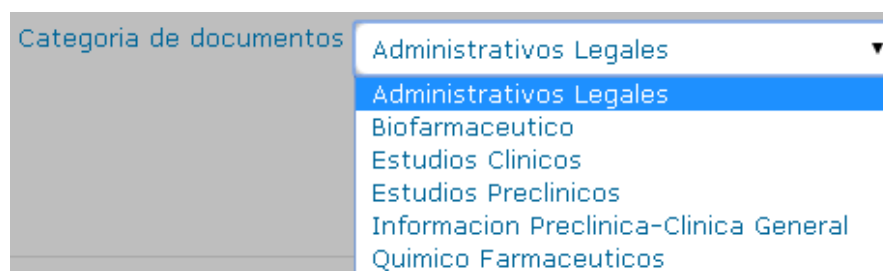 Categoria de documentos Administrativos Legales
Administrativos Legales
Biofarmaceutico
Estudios Clinicos
Estudios Preclinicos
Informacion Preclinica-Clinica General
Quimico Farmaceuticos